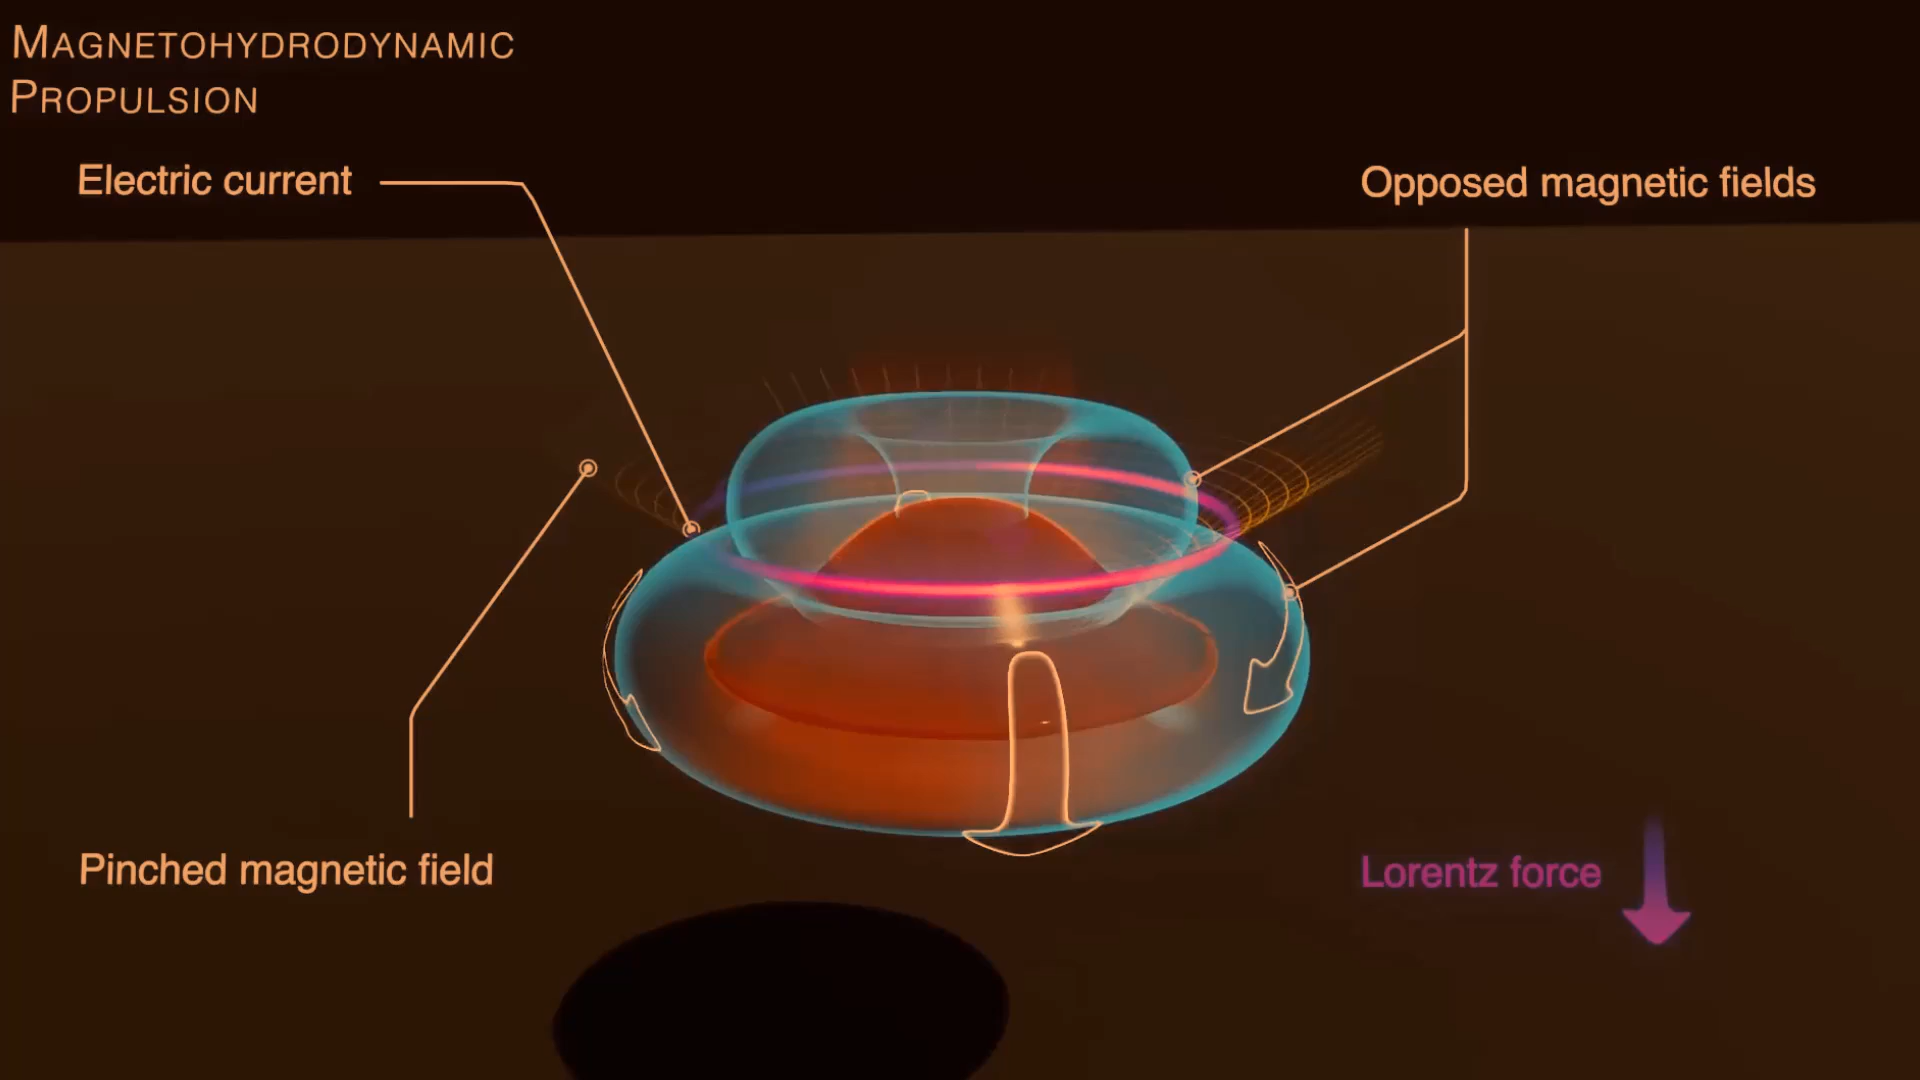 MAGNETOHYDRODYNAMIC
PROPULSION
Electric current
Opposed magnetic fields
Pinched magnetic field
Lorentz force